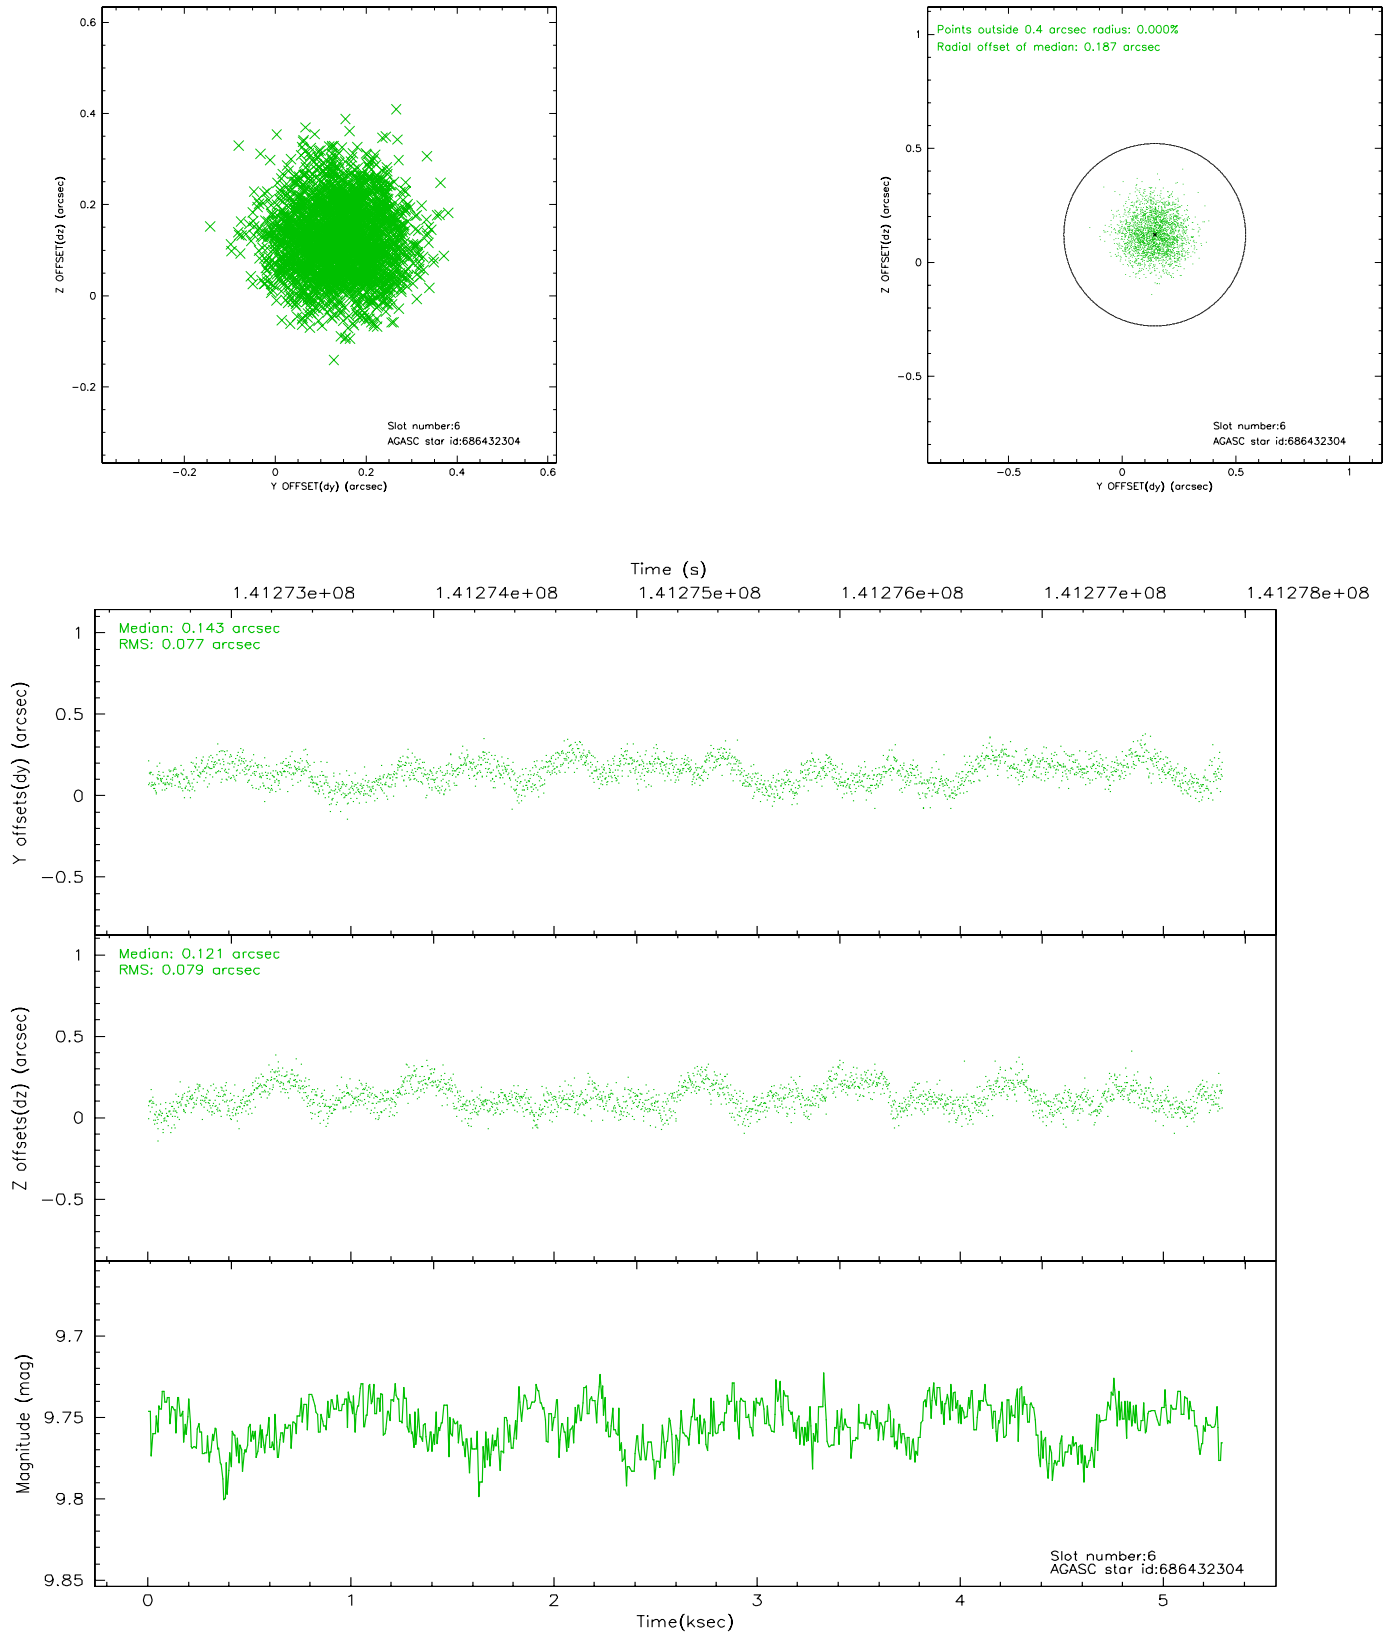 0.6
0.4
0.2
0
−0.2
Z OFFSET(dz) (arcsec)
Slot number:6
AGASC star id:686432304
−0.2 0 0.2 0.4 0.6
Y OFFSET(dy) (arcsec)
Points outside 0.4 arcsec radius: 0.000%
Radial offset of median: 0.187 arcsec
1
0.5
0
−0.5
Z OFFSET(dz) (arcsec)
Slot number:6
AGASC star id:686432304
−0.5 0 0.5 1
Y OFFSET(dy) (arcsec)
Time (s)
1.41273e+08 1.41274e+08 1.41275e+08 1.41276e+08 1.41277e+08 1.41278e+08
Median: 0.143 arcsec
RMS: 0.077 arcsec
1
0.5
0
−0.5
Y offsets(dy) (arcsec)
Median: 0.121 arcsec
RMS: 0.079 arcsec
1
0.5
0
−0.5
Z offsets(dz) (arcsec)
9.7
9.75
9.8
9.85
Magnitude (mag)
Slot number:6
AGASC star id:686432304
0 1 2 3 4 5
Time(ksec)